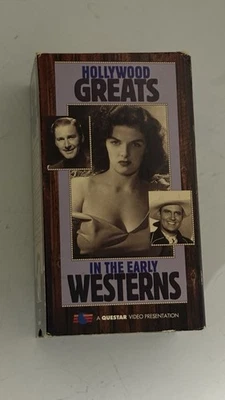 HOLLYWOOD
GREATS
IN THE EARLY
WESTERNS
A QUESTAR VIDEO PRESENTATION